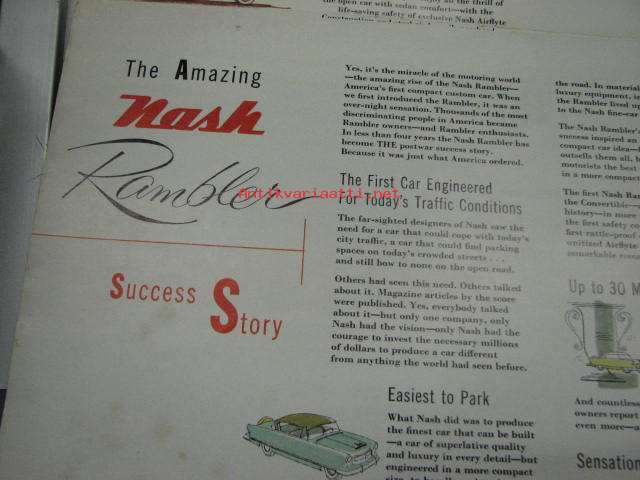 the open car with sedan comfort—with the
life-saving safety of exclusive Nash Airflyte
The Amazing
Nash
Rambler
Success Story
Yes, it's the miracle of the motoring world
—the amazing rise of the Nash Rambler—
America's first compact custom car. When
we first introduced the Rambler, it was an
over-night sensation. Thousands of the most
discriminating people in America became
Rambler owners—and Rambler enthusiasts.
In less than four years the Nash Rambler has
become THE postwar success story.
Because it was just what America ordered.
Antikvariaatti.net
The First Car Engineered
For Today's Traffic Conditions
The far-sighted designers of Nash saw the
need for a car that could cope with today's
city traffic, a car that could find packing
spaces on today's crowded streets . . .
and still bow to none on the open road.
Others had seen this need. Others talked
about it. Magazine articles by the score
were published. Yes, everybody talked
about it—but only one company, only
Nash had the vision—only Nash had the
courage to invest the necessary millions
of dollars to produce a car different
from anything the world had seen before.
Easiest to Park
What Nash did was to produce
the finest car that can be built
—a car of superlative quality
and luxury in every detail—but
engineered in a more compact
the road. In material
luxury equipment,
the Rambler lived
to the Nash fine-car
The Nash Rambler's
success inspired an
compact car idea—
outsells them all,
motorists the best
in a more compact
The first Nash
the Convertible—
history—in more
the first safety
first rattle-proof
unitized Airflyte
remarkable
Up to 30 M
And countless
owners report
even more—a
Sensation